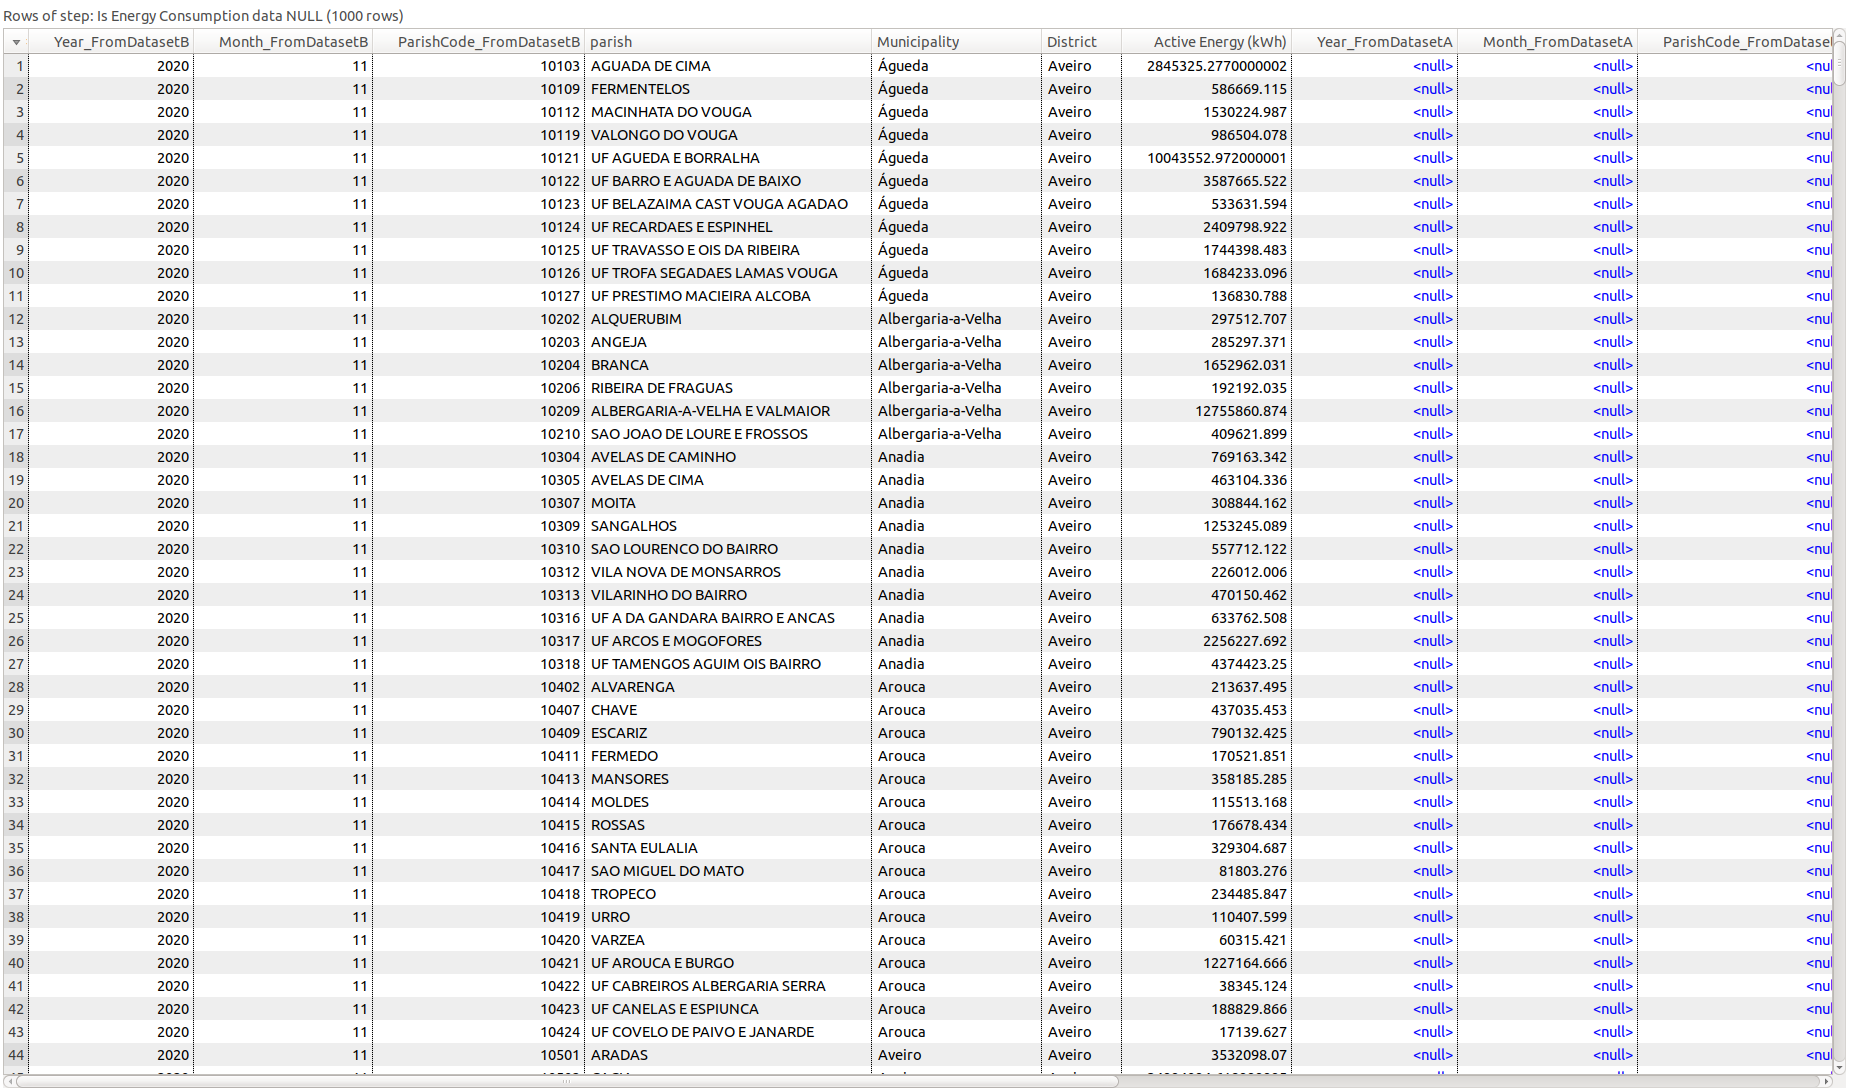 Rows of step: Is Energy Consumption data NULL (1000 rows)
Year_FromDatasetB Month_FromDatasetB ParishCode_FromDatasetB parish Municipality District Active Energy (kWh) Year_FromDatasetA Month_FromDatasetA ParishCode_FromDataset
1 2020 11 10103 AGUADA DE CIMA Águeda Aveiro 2845325.2770000002 <null> <null> <nul
2 2020 11 10109 FERMENTELOS Águeda Aveiro 586669.115 <null> <null> <nul
3 2020 11 10112 MACINHATA DO VOUGA Águeda Aveiro 1530224.987 <null> <null> <nul
4 2020 11 10119 VALONGO DO VOUGA Águeda Aveiro 986504.078 <null> <null> <nul
5 2020 11 10121 UF AGUEDA E BORRALHA Águeda Aveiro 10043552.972000001 <null> <null> <nul
6 2020 11 10122 UF BARRO E AGUADA DE BAIXO Águeda Aveiro 3587665.522 <null> <null> <nul
7 2020 11 10123 UF BELAZAIMA CAST VOUGA AGADAO Águeda Aveiro 533631.594 <null> <null> <nul
8 2020 11 10124 UF RECARDAES E ESPINHEL Águeda Aveiro 2409798.922 <null> <null> <nul
9 2020 11 10125 UF TRAVASSO E OIS DA RIBEIRA Águeda Aveiro 1744398.483 <null> <null> <nul
10 2020 11 10126 UF TROFA SEGADAES LAMAS VOUGA Águeda Aveiro 1684233.096 <null> <null> <nul
11 2020 11 10127 UF PRESTIMO MACIEIRA ALCOBA Águeda Aveiro 136830.788 <null> <null> <nul
12 2020 11 10202 ALQUERUBIM Albergaria-a-Velha Aveiro 297512.707 <null> <null> <nul
13 2020 11 10203 ANGEJA Albergaria-a-Velha Aveiro 285297.371 <null> <null> <nul
14 2020 11 10204 BRANCA Albergaria-a-Velha Aveiro 1652962.031 <null> <null> <nul
15 2020 11 10206 RIBEIRA DE FRAGUAS Albergaria-a-Velha Aveiro 192192.035 <null> <null> <nul
16 2020 11 10209 ALBERGARIA-A-VELHA E VALMAIOR Albergaria-a-Velha Aveiro 12755860.874 <null> <null> <nul
17 2020 11 10210 SAO JOAO DE LOURE E FROSSOS Albergaria-a-Velha Aveiro 409621.899 <null> <null> <nul
18 2020 11 10304 AVELAS DE CAMINHO Anadia Aveiro 769163.342 <null> <null> <nul
19 2020 11 10305 AVELAS DE CIMA Anadia Aveiro 463104.336 <null> <null> <nul
20 2020 11 10307 MOITA Anadia Aveiro 308844.162 <null> <null> <nul
21 2020 11 10309 SANGALHOS Anadia Aveiro 1253245.089 <null> <null> <nul
22 2020 11 10310 SAO LOURENCO DO BAIRRO Anadia Aveiro 557712.122 <null> <null> <nul
23 2020 11 10312 VILA NOVA DE MONSARROS Anadia Aveiro 226012.006 <null> <null> <nul
24 2020 11 10313 VILARINHO DO BAIRRO Anadia Aveiro 470150.462 <null> <null> <nul
25 2020 11 10316 UF A DA GANDARA BAIRRO E ANCAS Anadia Aveiro 633762.508 <null> <null> <nul
26 2020 11 10317 UF ARCOS E MOGOFORES Anadia Aveiro 2256227.692 <null> <null> <nul
27 2020 11 10318 UF TAMENGOS AGUIM OIS BAIRRO Anadia Aveiro 4374423.25 <null> <null> <nul
28 2020 11 10402 ALVARENGA Arouca Aveiro 213637.495 <null> <null> <nul
29 2020 11 10407 CHAVE Arouca Aveiro 437035.453 <null> <null> <nul
30 2020 11 10409 ESCARIZ Arouca Aveiro 790132.425 <null> <null> <nul
31 2020 11 10411 FERMEDO Arouca Aveiro 170521.851 <null> <null> <nul
32 2020 11 10413 MANSORES Arouca Aveiro 358185.285 <null> <null> <nul
33 2020 11 10414 MOLDES Arouca Aveiro 115513.168 <null> <null> <nul
34 2020 11 10415 ROSSAS Arouca Aveiro 176678.434 <null> <null> <nul
35 2020 11 10416 SANTA EULALIA Arouca Aveiro 329304.687 <null> <null> <nul
36 2020 11 10417 SAO MIGUEL DO MATO Arouca Aveiro 81803.276 <null> <null> <nul
37 2020 11 10418 TROPECO Arouca Aveiro 234485.847 <null> <null> <nul
38 2020 11 10419 URRO Arouca Aveiro 110407.599 <null> <null> <nul
39 2020 11 10420 VARZEA Arouca Aveiro 60315.421 <null> <null> <nul
40 2020 11 10421 UF AROUCA E BURGO Arouca Aveiro 1227164.666 <null> <null> <nul
41 2020 11 10422 UF CABREIROS ALBERGARIA SERRA Arouca Aveiro 38345.124 <null> <null> <nul
42 2020 11 10423 UF CANELAS E ESPIUNCA Arouca Aveiro 188829.866 <null> <null> <nul
43 2020 11 10424 UF COVELO DE PAIVO E JANARDE Arouca Aveiro 17139.627 <null> <null> <nul
44 2020 11 10501 ARADAS Aveiro Aveiro 3532098.07 <null> <null> <nul